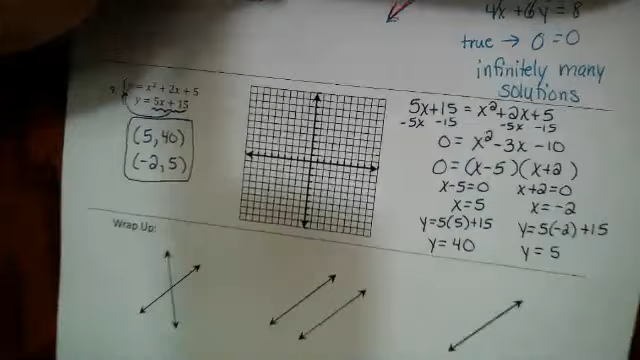 4x + 6y = 8
true → 0 = 0
infinitely many
solutions
9. y = x² + 2x + 5
y = 5x + 15
(5, 40)
(-2, 5)
5x+15 = x²+2x+5
-5x -15 -5x -15
0 = x² -3x -10
0 = (x-5)(x+2)
x-5=0 x+2=0
x=5 x= -2
y=5(5)+15 y=5(-2)+15
y= 40 y= 5
Wrap Up: